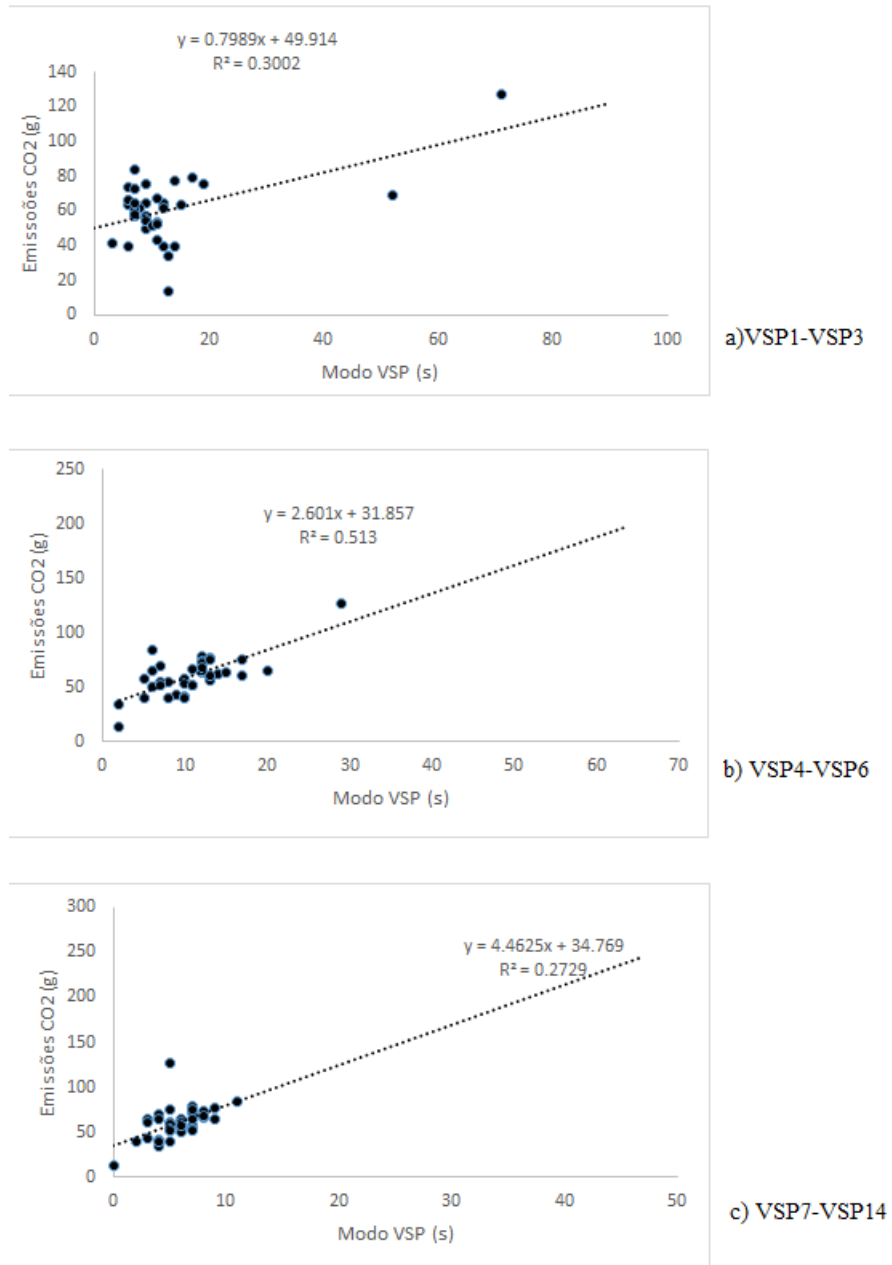 y = 0.7989x + 49.914
R² = 0.3002
140
120
100
80
60
40
20
0
Emissoões CO2 (g)
0 20 40 60 80 100
Modo VSP (s)
a)VSP1-VSP3
250
200
150
100
50
0
Emissões CO2 (g)
y = 2.601x + 31.857
R² = 0.513
0 10 20 30 40 50 60 70
Modo VSP (s)
b) VSP4-VSP6
300
250
200
150
100
50
0
Emissões CO2 (g)
y = 4.4625x + 34.769
R² = 0.2729
0 10 20 30 40 50
Modo VSP (s)
c) VSP7-VSP14